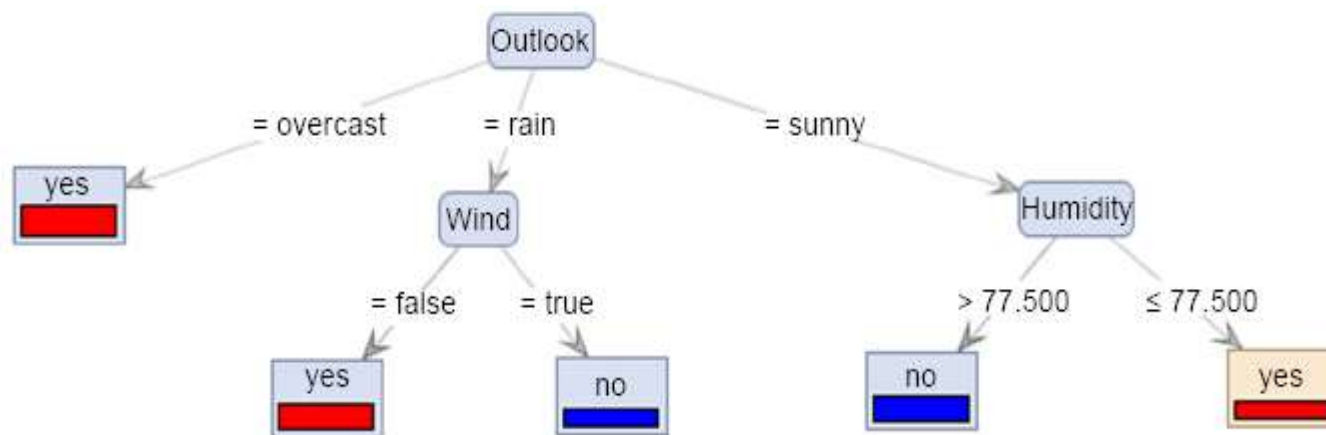 Outlook
= overcast
= rain
= sunny
yes
Wind
Humidity
= false
= true
> 77.500
≤ 77.500
yes
no
no
yes